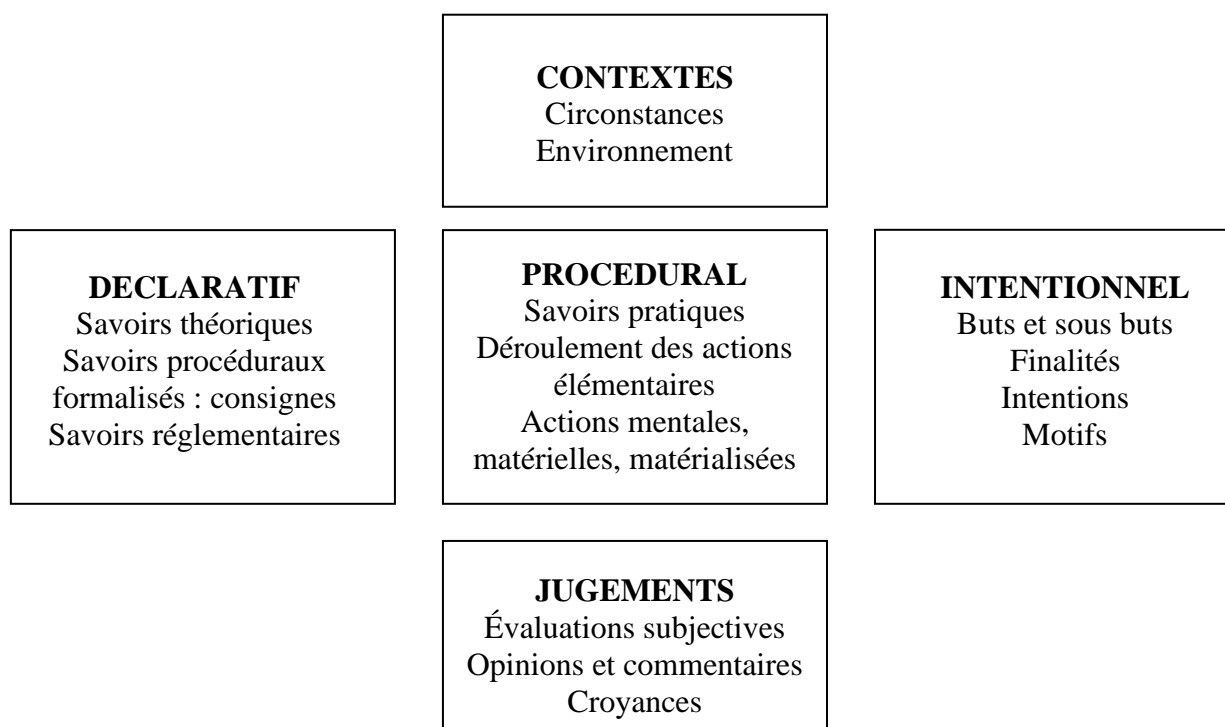 CONTEXTES
Circonstances
Environnement
DECLARATIF
Savoirs théoriques
Savoirs procéduraux
formalisés : consignes
Savoirs réglementaires
PROCEDURAL
Savoirs pratiques
Déroulement des actions
élémentaires
Actions mentales,
matérielles, matérialisées
INTENTIONNEL
Buts et sous buts
Finalités
Intentions
Motifs
JUGEMENTS
Évaluations subjectives
Opinions et commentaires
Croyances